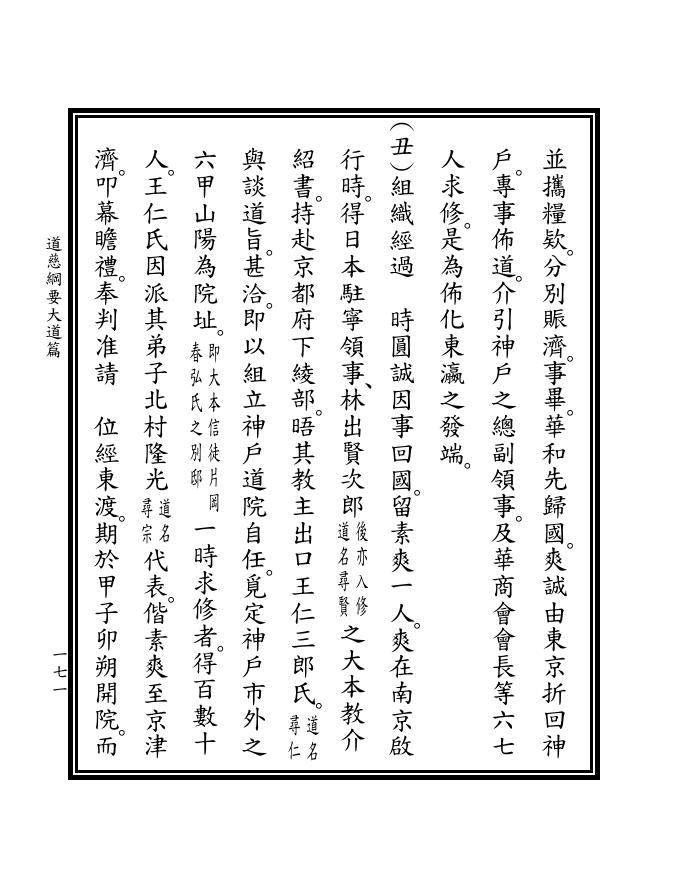 並攜糧欵。分別賑濟。事畢。華和先歸國。爽誠由東京折回神
戶。專事佈道。介引神戶之總副領事。及華商會會長等六七
人求修。是為佈化東瀛之發端。
（丑）組織經過　時圓誠因事回國。留素爽一人。爽在南京啟
行時。得日本駐寧領事、林出賢次郎後亦入修道名尋賢之大本教介
紹書。持赴京都府下綾部。晤其教主出口王仁三郎氏。道名尋仁
與談道旨。甚洽。即以組立神戶道院自任。覓定神戶市外之
六甲山陽為院址。即大本信徒片岡春弘氏之別邸一時求修者。得百數十
人。王仁氏因派其弟子北村隆光道名尋宗代表。偕素爽至京津
濟。叩幕瞻禮。奉判准請　位經東渡。期於甲子卯朔開院。而
道慈綱要大道篇
一七一